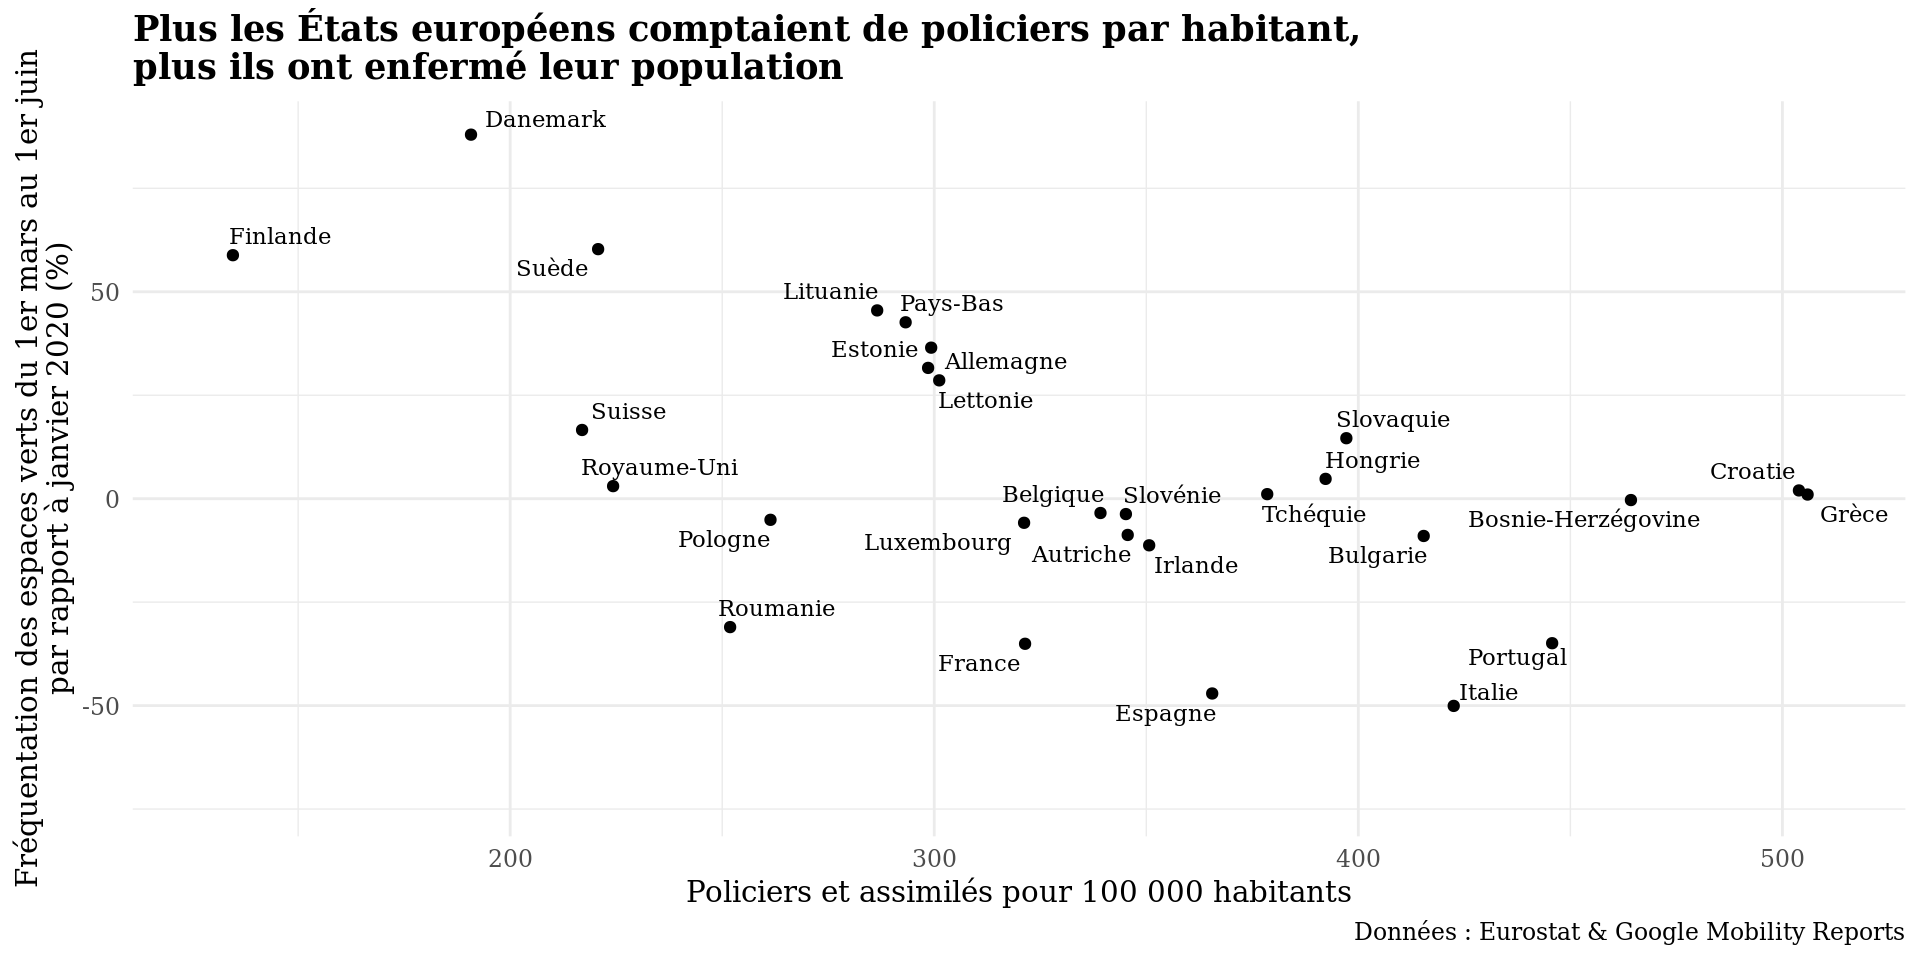 Plus les États européens comptaient de policiers par habitant,
plus ils ont enfermé leur population
Fréquentation des espaces verts du 1er mars au 1er juin
par rapport à janvier 2020 (%)
Danemark
Finlande
Suède
50
Lituanie
Pays-Bas
Estonie
Allemagne
Lettonie
Suisse
Slovaquie
Royaume-Uni
Hongrie
Croatie
0
Belgique
Slovénie
Tchéquie
Bosnie-Herzégovine
Grèce
Pologne
Luxembourg
Autriche
Irlande
Bulgarie
Roumanie
France
Portugal
Italie
-50
Espagne
200
300
400
500
Policiers et assimilés pour 100 000 habitants
Données : Eurostat & Google Mobility Reports